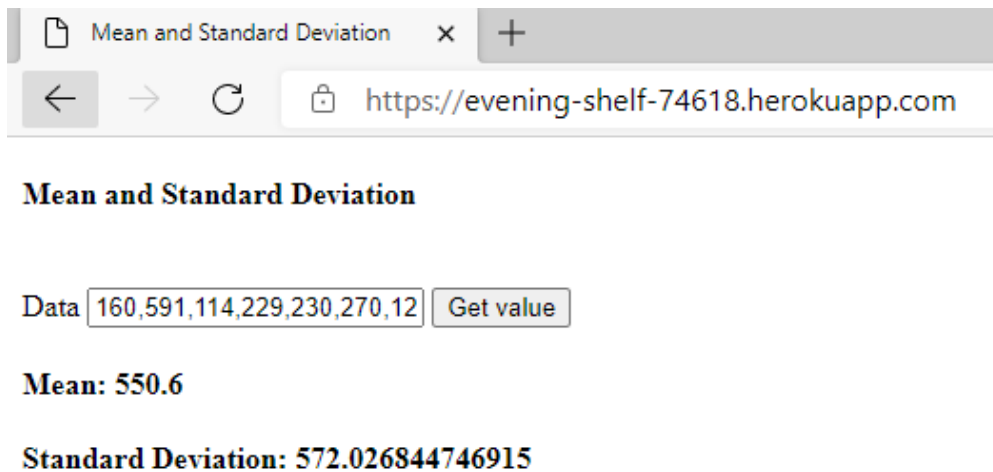 Mean and Standard Deviation
https://evening-shelf-74618.herokuapp.com
Mean and Standard Deviation
Data 160,591,114,229,230,270,12 Get value
Mean: 550.6
Standard Deviation: 572.026844746915